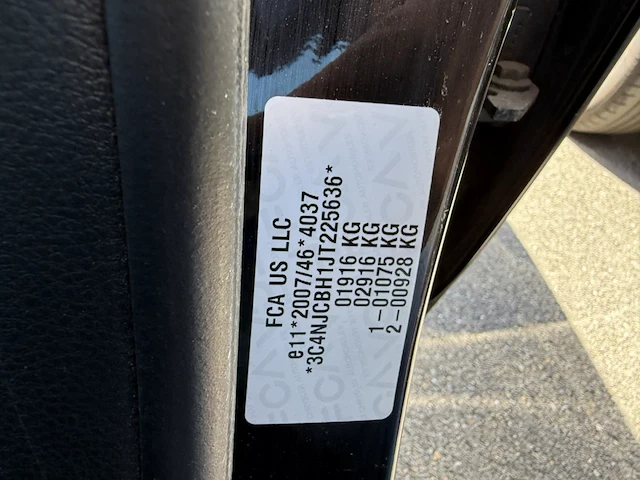 FCA US LLC
e11*2007/46*4037
*3C4NJCBH1JT225636*
01916 KG
02916 KG
1-01075 KG
2-00928 KG